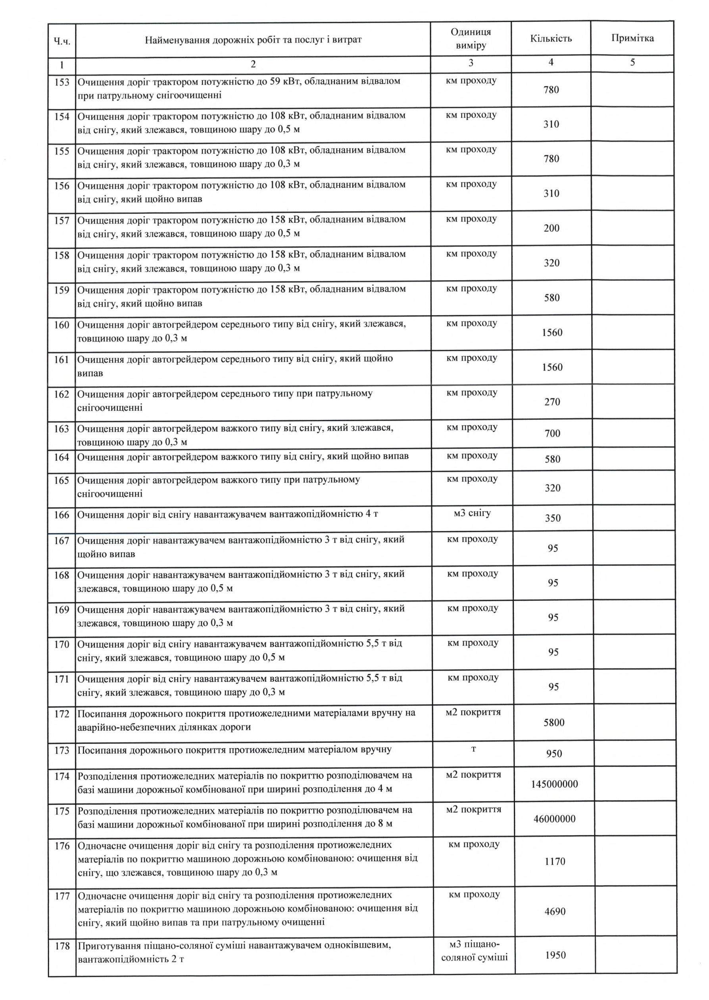 Ч.ч.
Найменування дорожніх робіт та послуг і витрат
Одиниця
виміру
Кількість
Примітка
1
2
3
4
5
153
Очищення доріг трактором потужністю до 59 кВт, обладнаним відвалом
при патрульному снігоочищенні
км проходу
780
154
Очищення доріг трактором потужністю до 108 кВт, обладнаним відвалом
від снігу, який злежався, товщиною шару до 0,5 м
км проходу
310
155
Очищення доріг трактором потужністю до 108 кВт, обладнаним відвалом
від снігу, який злежався, товщиною шару до 0,3 м
км проходу
780
156
Очищення доріг трактором потужністю до 108 кВт, обладнаним відвалом
від снігу, який щойно випав
км проходу
310
157
Очищення доріг трактором потужністю до 158 кВт, обладнаним відвалом
від снігу, який злежався, товщиною шару до 0,5 м
км проходу
200
158
Очищення доріг трактором потужністю до 158 кВт, обладнаним відвалом
від снігу, який злежався, товщиною шару до 0,3 м
км проходу
320
159
Очищення доріг трактором потужністю до 158 кВт, обладнаним відвалом
від снігу, який щойно випав
км проходу
580
160
Очищення доріг автогрейдером середнього типу від снігу, який злежався,
товщиною шару до 0,3 м
км проходу
1560
161
Очищення доріг автогрейдером середнього типу від снігу, який щойно
випав
км проходу
1560
162
Очищення доріг автогрейдером середнього типу при патрульному
снігоочищенні
км проходу
270
163
Очищення доріг автогрейдером важкого типу від снігу, який злежався,
товщиною шару до 0,3 м
км проходу
700
164
Очищення доріг автогрейдером важкого типу від снігу, який щойно випав
км проходу
580
165
Очищення доріг автогрейдером важкого типу при патрульному
снігоочищенні
км проходу
320
166
Очищення доріг від снігу навантажувачем вантажопідйомністю 4 т
м3 снігу
350
167
Очищення доріг навантажувачем вантажопідйомністю 3 т від снігу, який
щойно випав
км проходу
95
168
Очищення доріг навантажувачем вантажопідйомністю 3 т від снігу, який
злежався, товщиною шару до 0,5 м
км проходу
95
169
Очищення доріг навантажувачем вантажопідйомністю 3 т від снігу, який
злежався, товщиною шару до 0,3 м
км проходу
95
170
Очищення доріг від снігу навантажувачем вантажопідйомністю 5,5 т від
снігу, який злежався, товщиною шару до 0,5 м
км проходу
95
171
Очищення доріг від снігу навантажувачем вантажопідйомністю 5,5 т від
снігу, який злежався, товщиною шару до 0,3 м
км проходу
95
172
Посипання дорожнього покриття протиожеледними матеріалами вручну на
аварійно-небезпечних ділянках дороги
м2 покриття
5800
173
Посипання дорожнього покриття протиожеледним матеріалом вручну
т
950
174
Розподілення протиожеледних матеріалів по покриттю розподілювачем на
базі машини дорожньої комбінованої при ширині розподілення до 4 м
м2 покриття
145000000
175
Розподілення протиожеледних матеріалів по покриттю розподілювачем на
базі машини дорожньої комбінованої при ширині розподілення до 8 м
м2 покриття
46000000
176
Одночасне очищення доріг від снігу та розподілення протиожеледних
матеріалів по покриттю машиною дорожньою комбінованою: очищення від
снігу, що злежався, товщиною шару до 0,3 м
км проходу
1170
177
Одночасне очищення доріг від снігу та розподілення протиожеледних
матеріалів по покриттю машиною дорожньою комбінованою: очищення від
снігу, який щойно випав та при патрульному очищенні
км проходу
4690
178
Приготування піщано-соляної суміші навантажувачем одноківшевим,
вантажопідйомність 2 т
м3 піщано-
соляної суміші
1950